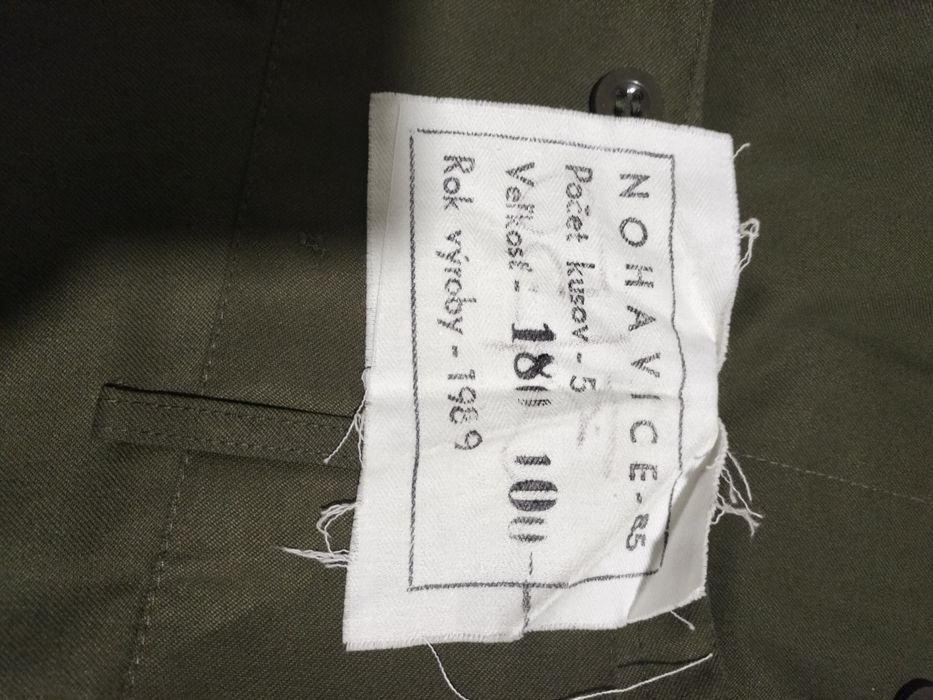 NOHAVICE-85
Počet kusov - 5
Veľkosť - 180 100
Rok výroby - 1989